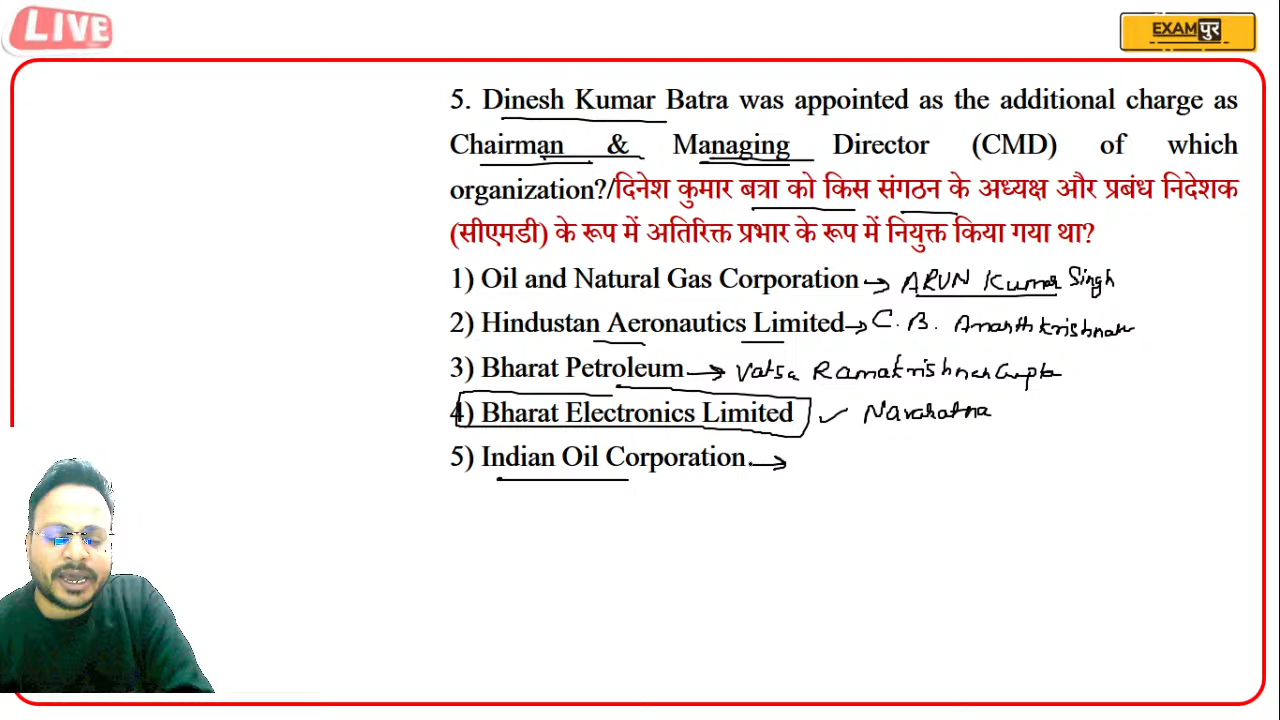 LIVE
EXAMपुर
5. Dinesh Kumar Batra was appointed as the additional charge as
Chairman & Managing Director (CMD) of which
organization?/दिनेश कुमार बत्रा को किस संगठन के अध्यक्ष और प्रबंध निदेशक
(सीएमडी) के रूप में अतिरिक्त प्रभार के रूप में नियुक्त किया गया था?
1) Oil and Natural Gas Corporation → ARUN Kumar Singh
2) Hindustan Aeronautics Limited → C. B. Ananthkrishnan
3) Bharat Petroleum → Vatsa Ramakrishna Gupta
4) Bharat Electronics Limited ✓ Navaratna
5) Indian Oil Corporation. →